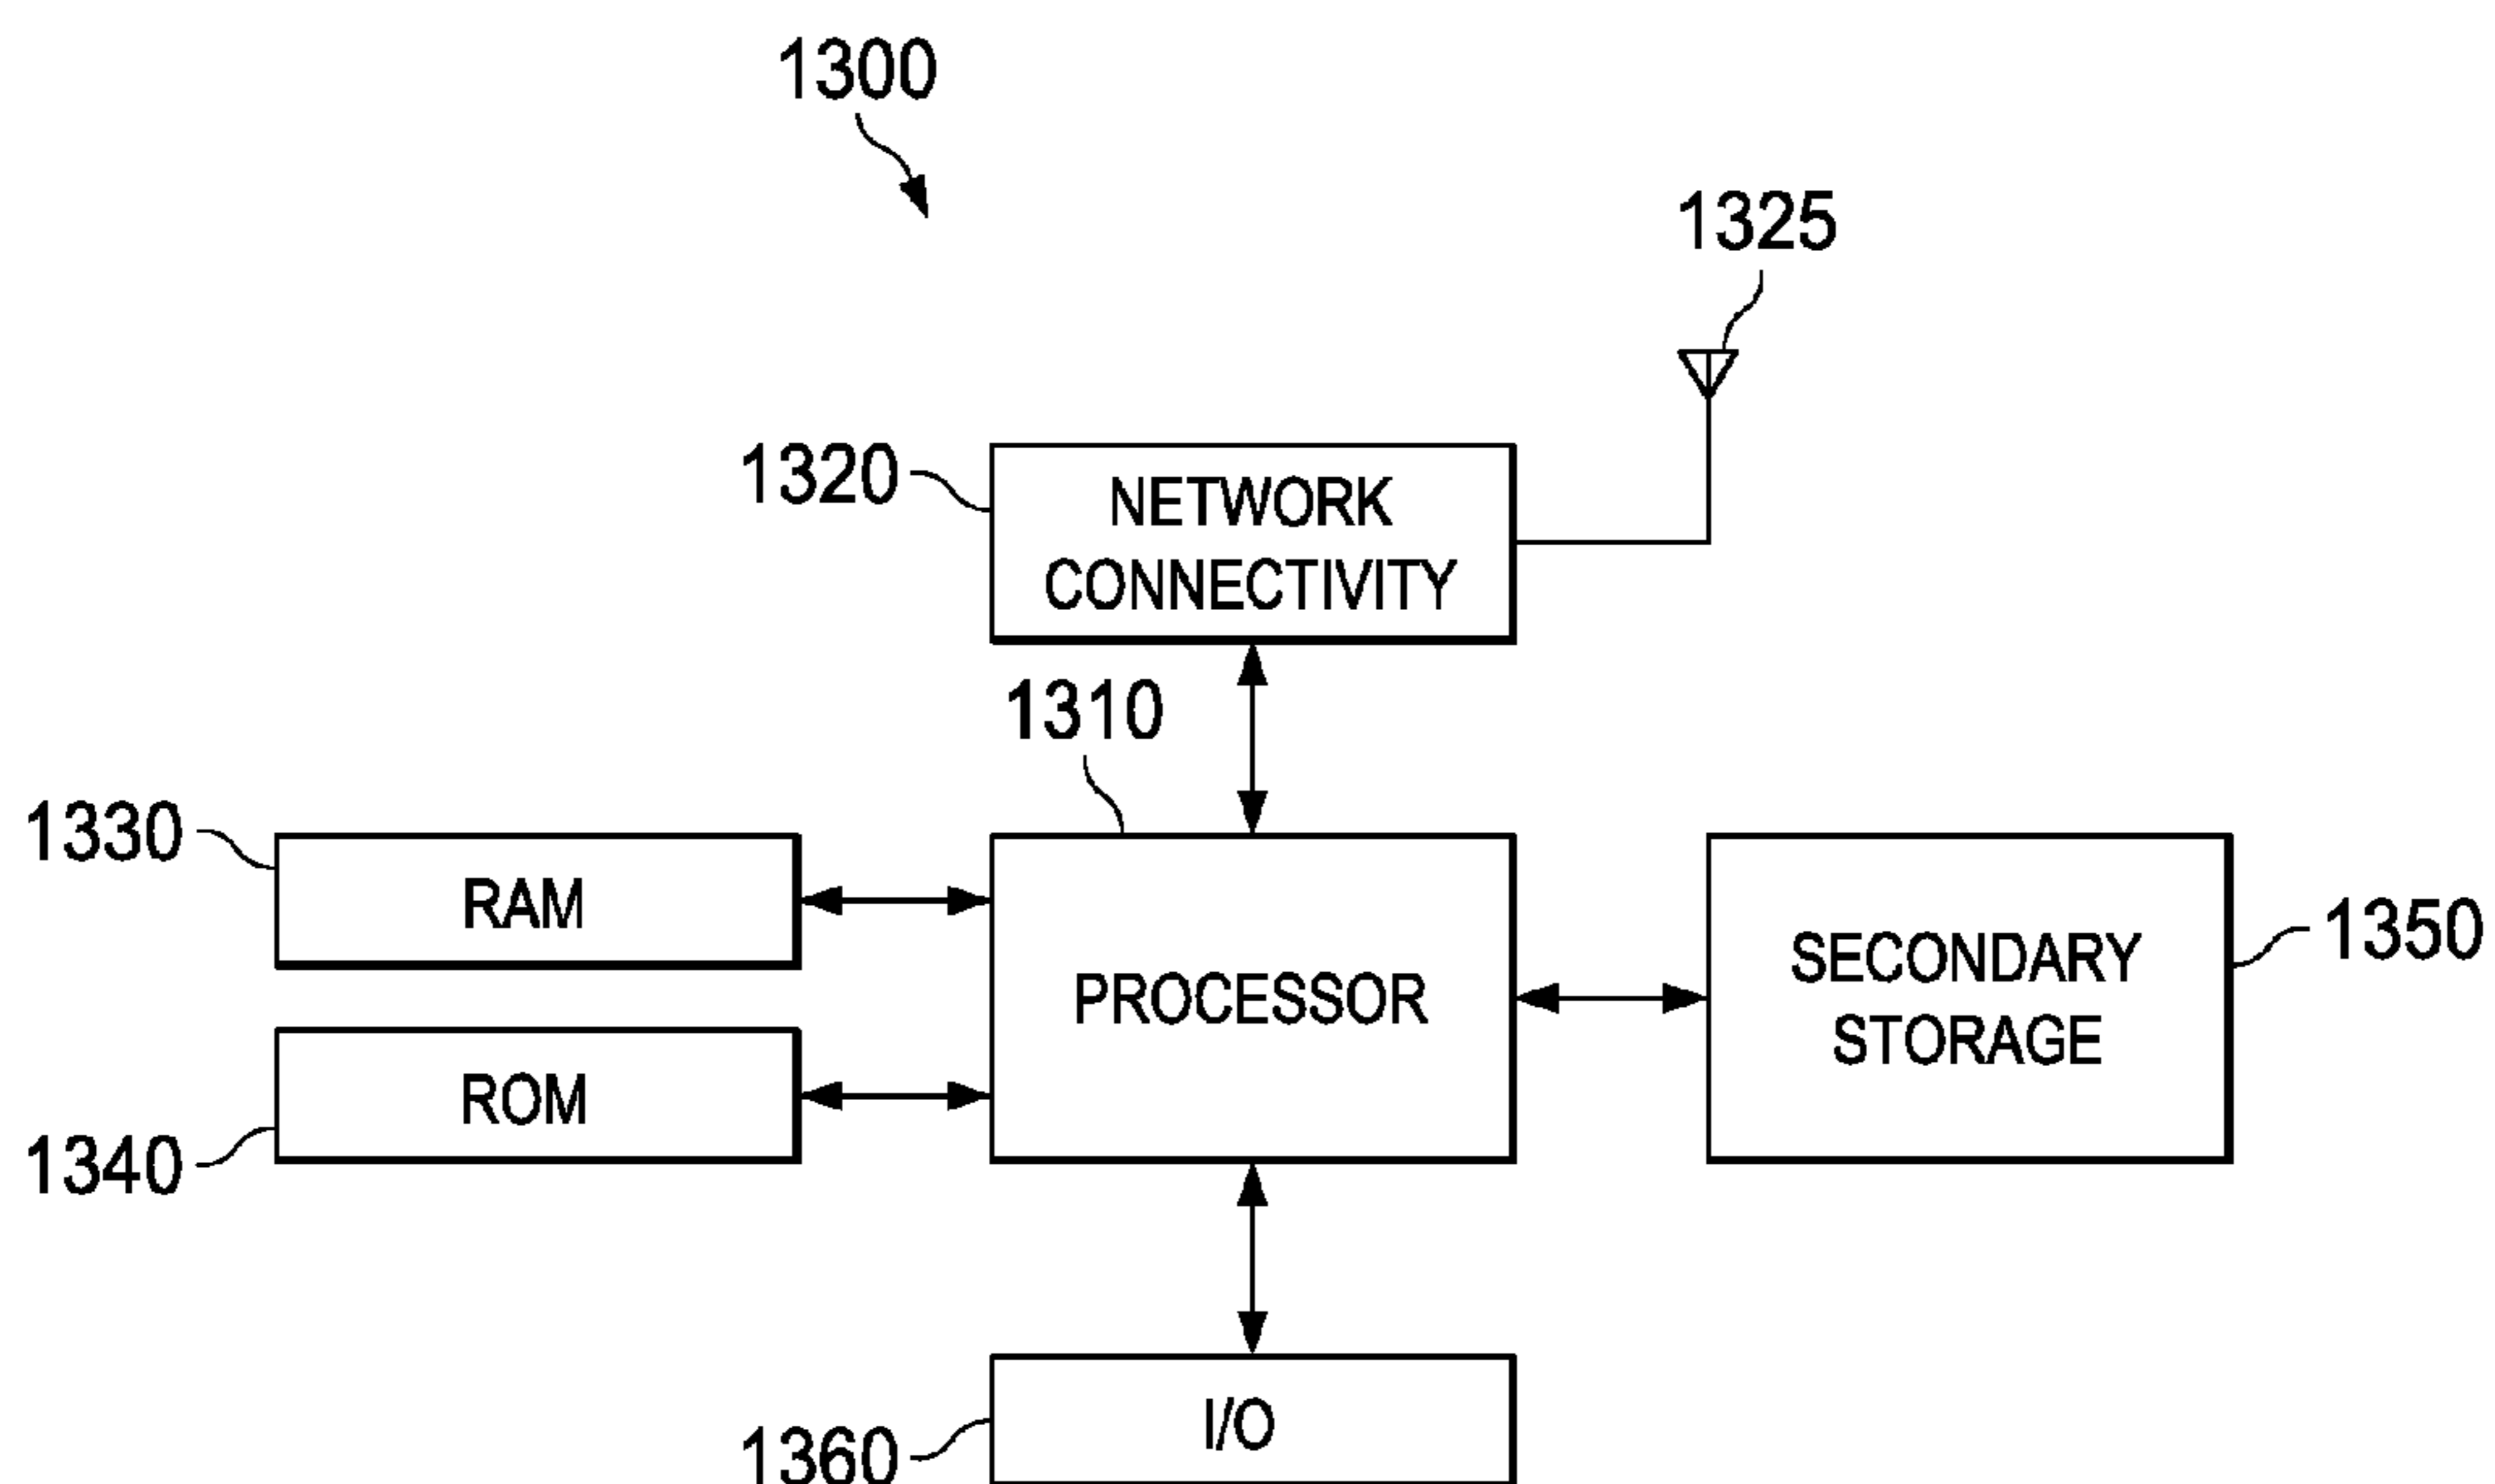 1300
1325
1320
NETWORK
CONNECTIVITY
1310
1330
RAM
PROCESSOR
SECONDARY
STORAGE
1350
ROM
1340
I/O
1360